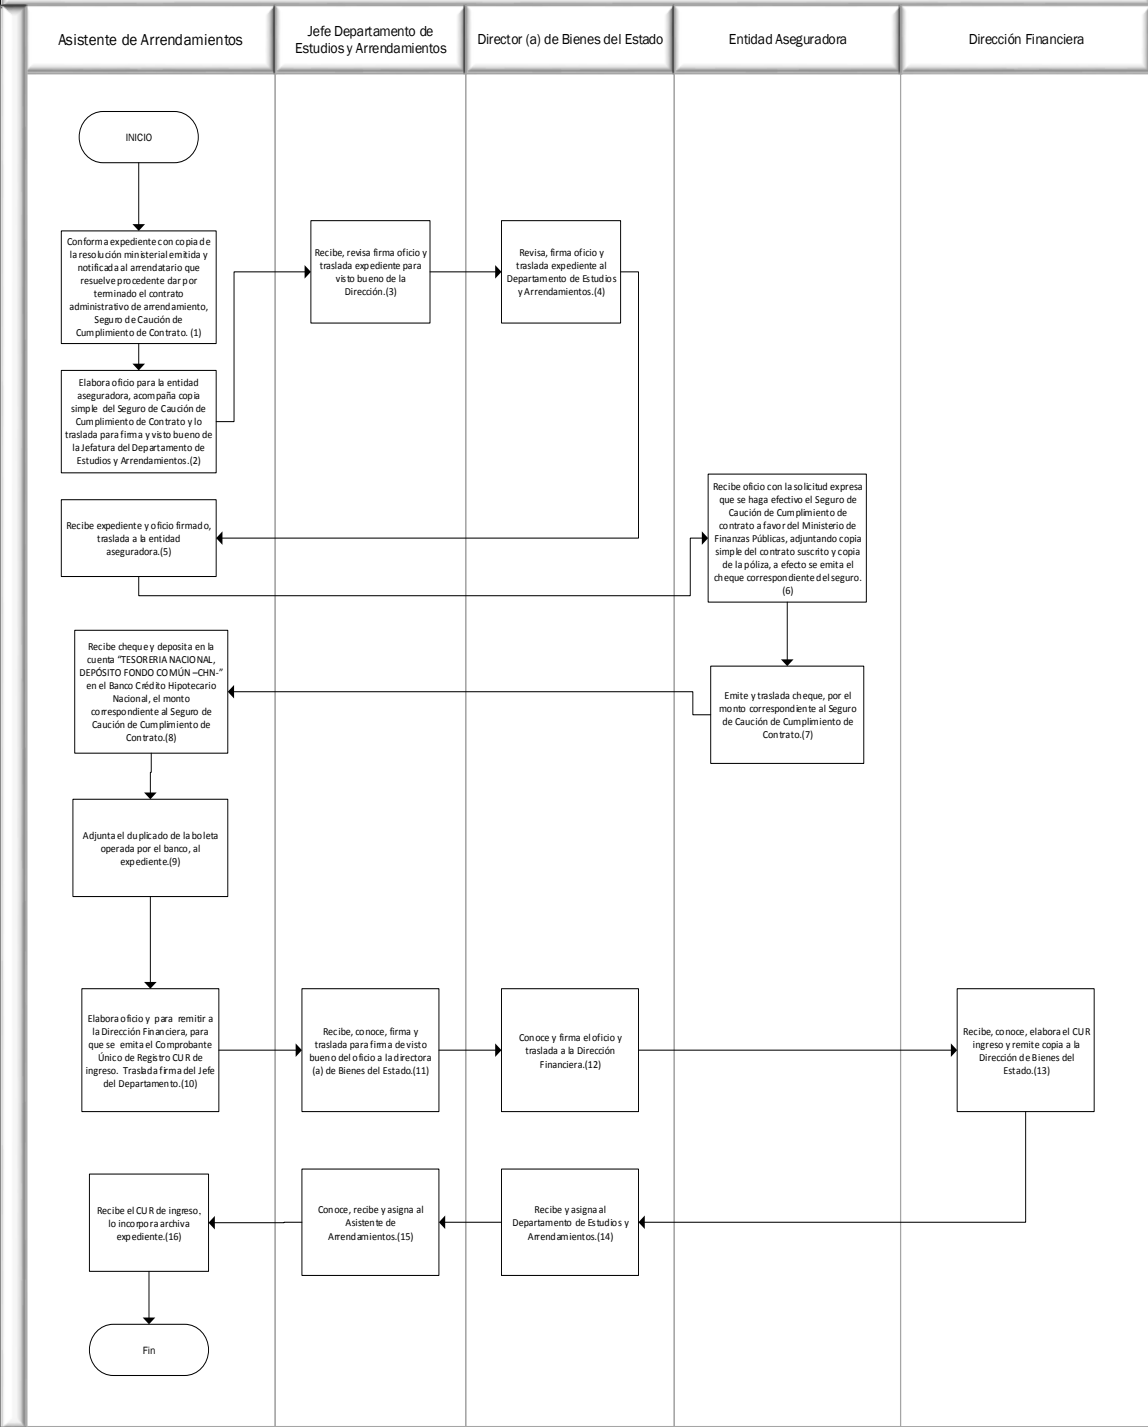 Asistente de Arrendamientos
Jefe Departamento de
Estudios y Arrendamientos
Director (a) de Bienes del Estado
Entidad Aseguradora
Dirección Financiera
INICIO
Conforma expediente con copia de
la resolución ministerial emitida y
notificada al arrendatario que
resuelve procedente dar por
terminado el contrato
administrativo de arrendamiento,
Seguro de Caución de
Cumplimiento de Contrato. (1)
Elabora oficio para la entidad
aseguradora, acompaña copia
simple del Seguro de Caución de
Cumplimiento de Contrato y lo
traslada para firma y visto bueno de
la Jefatura del Departamento de
Estudios y Arrendamientos.(2)
Recibe, revisa firma oficio y
traslada expediente para
visto bueno de la
Dirección.(3)
Revisa, firma oficio y
traslada expediente al
Departamento de Estudios
y Arrendamientos.(4)
Recibe expediente y oficio firmado,
traslada a la entidad
aseguradora.(5)
Recibe oficio con la solicitud expresa
que se haga efectivo el Seguro de
Caución de Cumplimiento de
contrato a favor del Ministerio de
Finanzas Públicas, adjuntando copia
simple del contrato suscrito y copia
de la póliza, a efecto se emita el
cheque correspondiente del seguro.
(6)
Emite y traslada cheque, por el
monto correspondiente al Seguro
de Caución de Cumplimiento de
Contrato.(7)
Recibe cheque y deposita en la
cuenta “TESORERIA NACIONAL,
DEPÓSITO FONDO COMÚN –CHN-”
en el Banco Crédito Hipotecario
Nacional, el monto
correspondiente al Seguro de
Caución de Cumplimiento de
Contrato.(8)
Adjunta el duplicado de la boleta
operada por el banco, al
expediente.(9)
Elabora oficio y para remitir a
la Dirección Financiera, para
que se emita el Comprobante
Único de Registro CUR de
ingreso. Traslada firma del Jefe
del Departamento.(10)
Recibe, conoce, firma y
traslada para firma de visto
bueno del oficio a la directora
(a) de Bienes del Estado.(11)
Conoce y firma el oficio y
traslada a la Dirección
Financiera.(12)
Recibe, conoce, elabora el CUR
ingreso y remite copia a la
Dirección de Bienes del
Estado.(13)
Recibe y asigna al
Departamento de Estudios y
Arrendamientos.(14)
Conoce, recibe y asigna al
Asistente de
Arrendamientos.(15)
Recibe el CUR de ingreso,
lo incorpora archiva
expediente.(16)
Fin